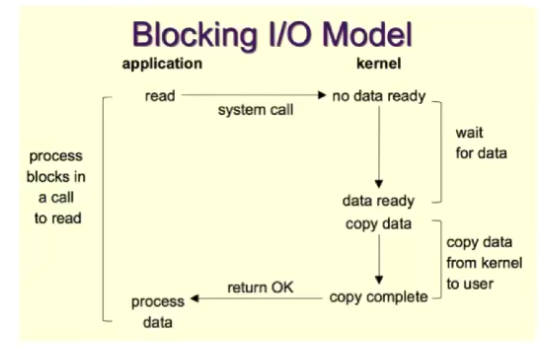 Blocking I/O Model
application
kernel
read
system call
no data ready
process
blocks in
a call
to read
wait
for data
data ready
copy data
copy data
from kernel
to user
return OK
copy complete
process
data